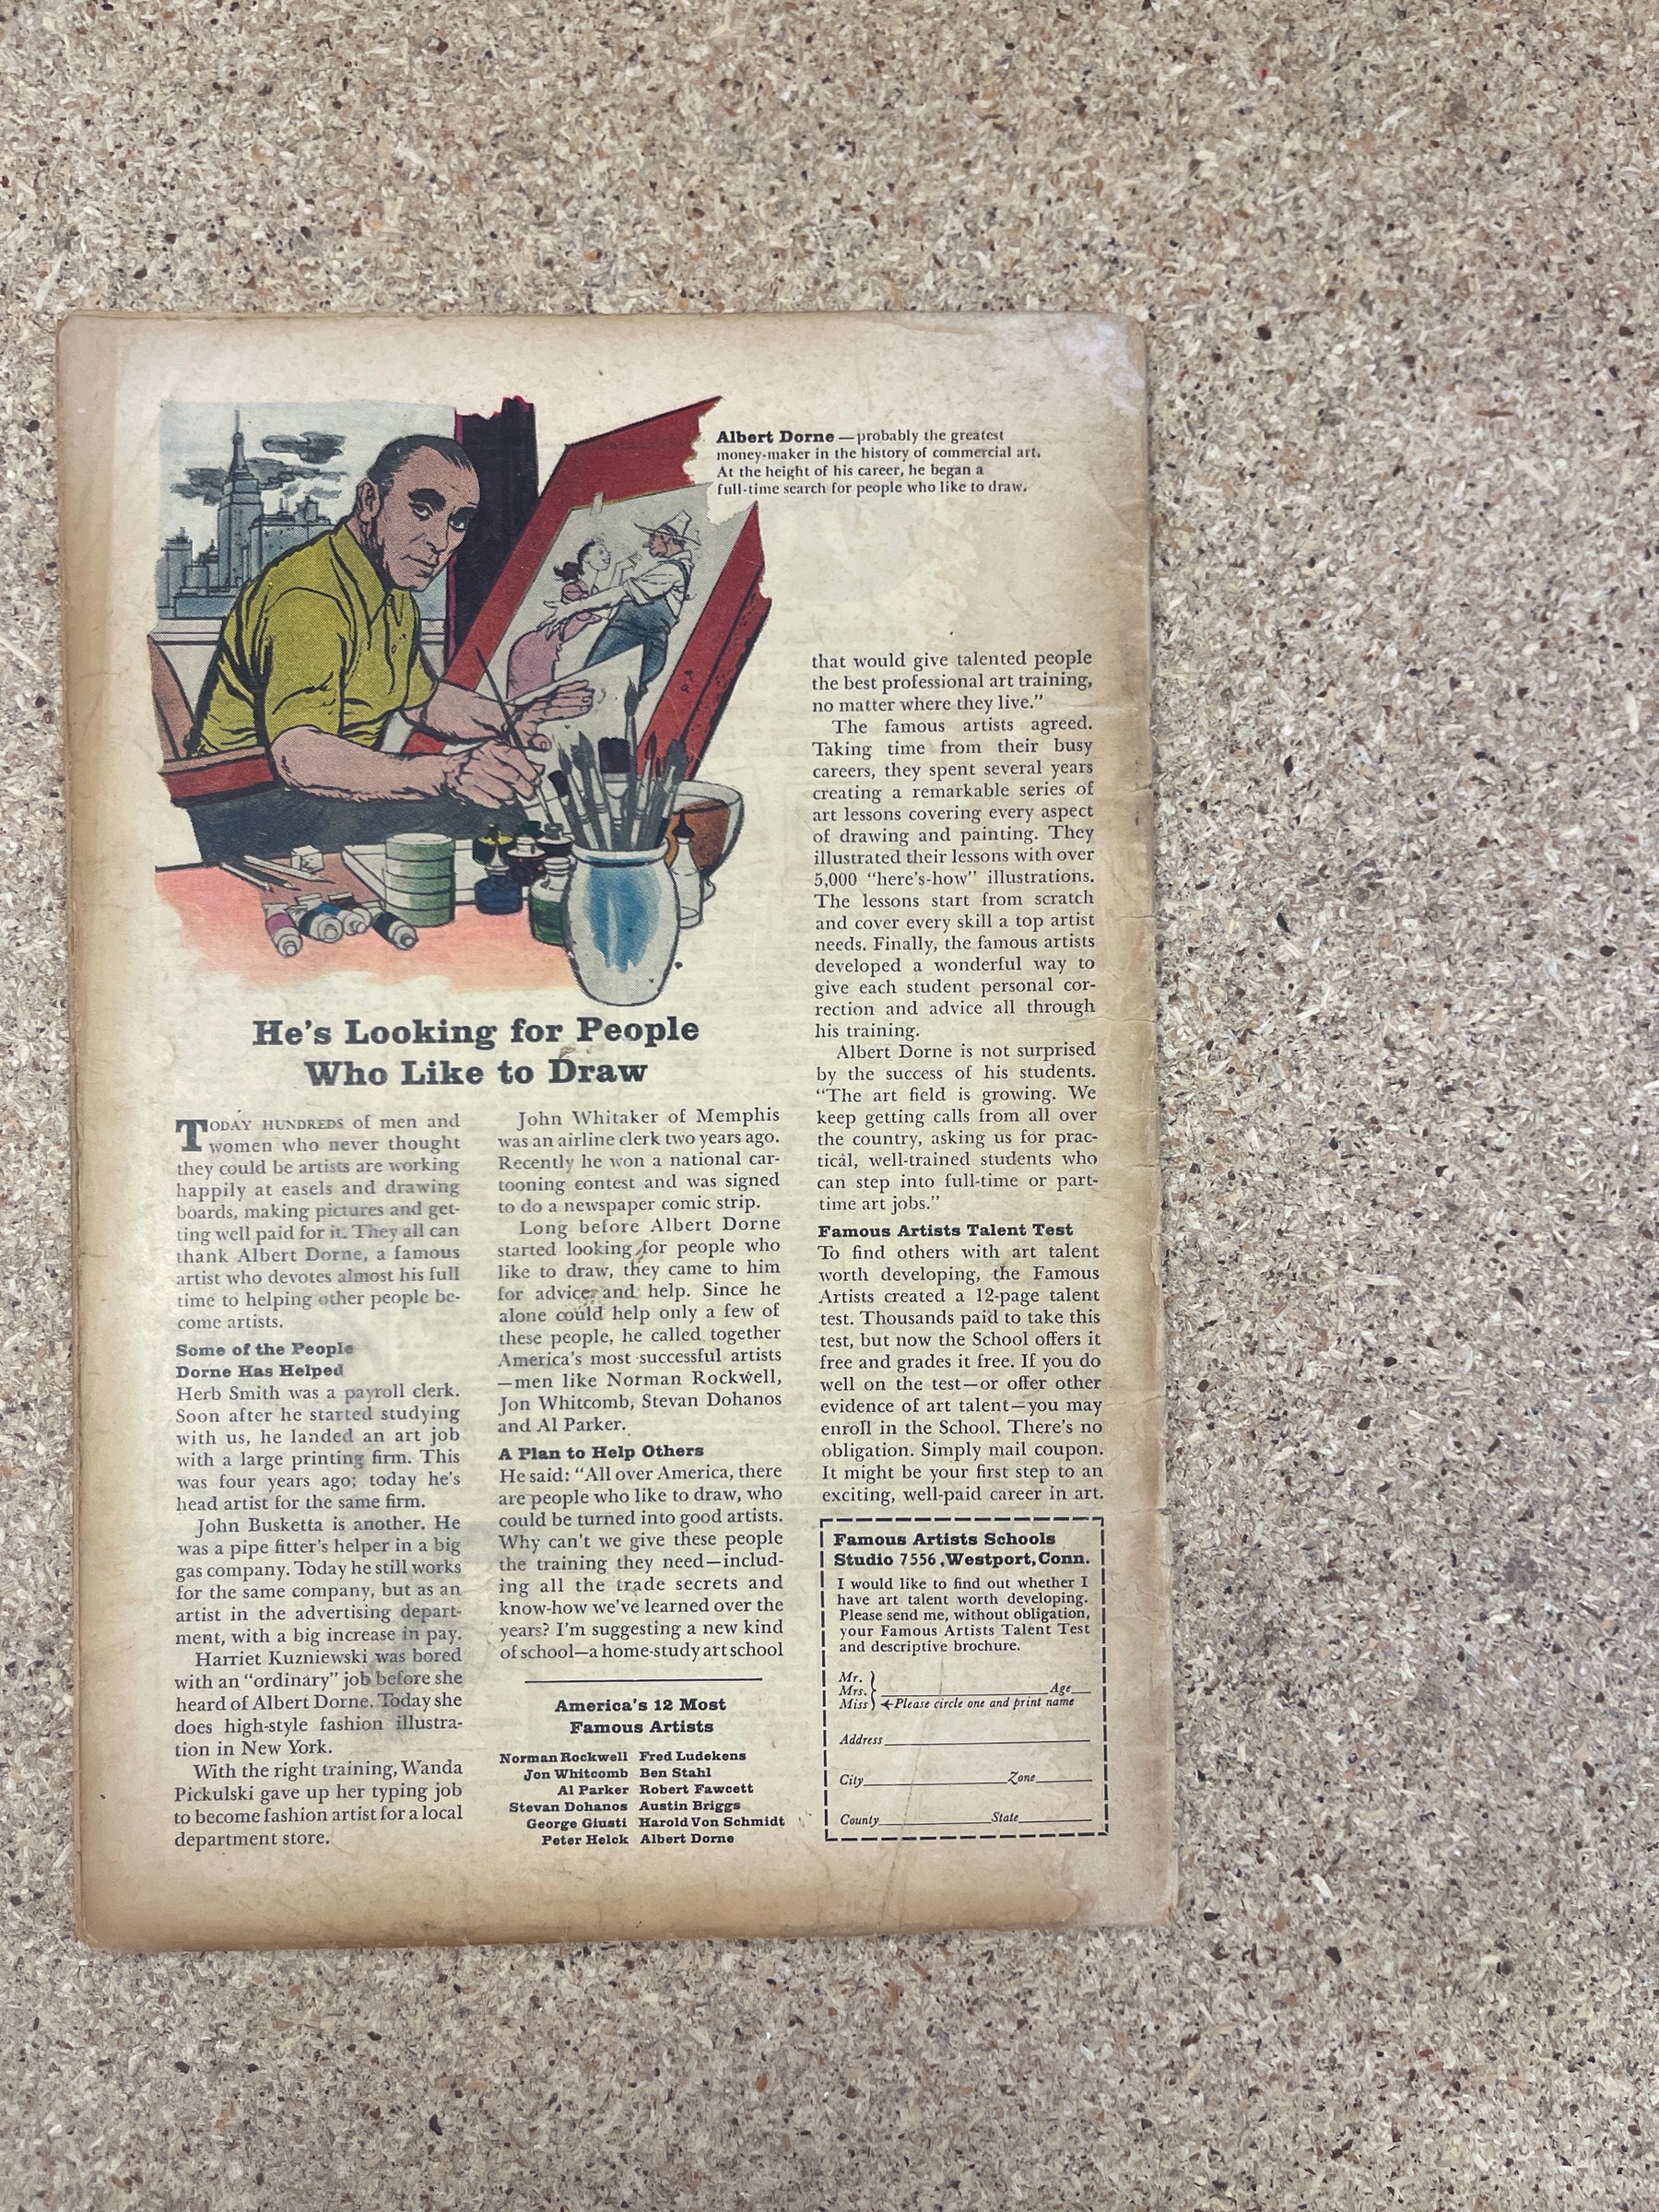 Albert Dorne—probably the greatest
money-maker in the history of commercial art.
At the height of his career, he began a
full-time search for people who like to draw.
He's Looking for People
Who Like to Draw
TODAY HUNDREDS of men and
women who never thought
they could be artists are working
happily at easels and drawing
boards, making pictures and get-
ting well paid for it. They all can
thank Albert Dorne, a famous
artist who devotes almost his full
time to helping other people be-
come artists.
Some of the People
Dorne Has Helped
Herb Smith was a payroll clerk.
Soon after he started studying
with us, he landed an art job
with a large printing firm. This
was four years ago; today he's
head artist for the same firm.
John Busketta is another. He
was a pipe fitter's helper in a big
gas company. Today he still works
for the same company, but as an
artist in the advertising depart-
ment, with a big increase in pay.
Harriet Kuzniewski was bored
with an "ordinary" job before she
heard of Albert Dorne. Today she
does high-style fashion illustra-
tion in New York.
With the right training, Wanda
Pickulski gave up her typing job
to become fashion artist for a local
department store.
John Whitaker of Memphis
was an airline clerk two years ago.
Recently he won a national car-
tooning contest and was signed
to do a newspaper comic strip.
Long before Albert Dorne
started looking for people who
like to draw, they came to him
for advice and help. Since he
alone could help only a few of
these people, he called together
America's most successful artists
—men like Norman Rockwell,
Jon Whitcomb, Stevan Dohanos
and Al Parker.
A Plan to Help Others
He said: "All over America, there
are people who like to draw, who
could be turned into good artists.
Why can't we give these people
the training they need—includ-
ing all the trade secrets and
know-how we've learned over the
years? I'm suggesting a new kind
of school—a home-study art school
America's 12 Most
Famous Artists
Norman Rockwell Fred Ludekens
Jon Whitcomb Ben Stahl
Al Parker Robert Fawcett
Stevan Dohanos Austin Briggs
George Giusti Harold Von Schmidt
Peter Helck Albert Dorne
that would give talented people
the best professional art training,
no matter where they live."
The famous artists agreed.
Taking time from their busy
careers, they spent several years
creating a remarkable series of
art lessons covering every aspect
of drawing and painting. They
illustrated their lessons with over
5,000 "here's-how" illustrations.
The lessons start from scratch
and cover every skill a top artist
needs. Finally, the famous artists
developed a wonderful way to
give each student personal cor-
rection and advice all through
his training.
Albert Dorne is not surprised
by the success of his students.
"The art field is growing. We
keep getting calls from all over
the country, asking us for prac-
tical, well-trained students who
can step into full-time or part-
time art jobs."
Famous Artists Talent Test
To find others with art talent
worth developing, the Famous
Artists created a 12-page talent
test. Thousands paid to take this
test, but now the School offers it
free and grades it free. If you do
well on the test—or offer other
evidence of art talent—you may
enroll in the School. There's no
obligation. Simply mail coupon.
It might be your first step to an
exciting, well-paid career in art.
Famous Artists Schools
Studio 7556, Westport, Conn.
I would like to find out whether I
have art talent worth developing.
Please send me, without obligation,
your Famous Artists Talent Test
and descriptive brochure.
Mr.
Mrs. Age
Miss ←Please circle one and print name
Address
City Zone
County State